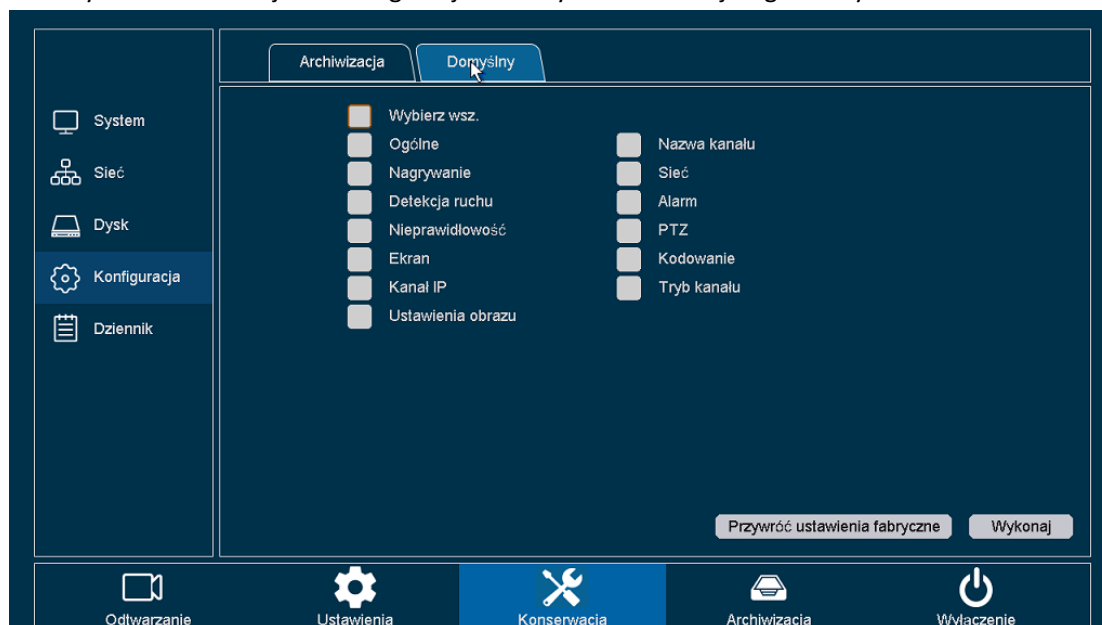 Archiwizacja Domyślny
System
Sieć
Dysk
Konfiguracja
Dziennik
Wybierz wsz.
Ogólne Nazwa kanału
Nagrywanie Sieć
Detekcja ruchu Alarm
Nieprawidłowość PTZ
Ekran Kodowanie
Kanał IP Tryb kanału
Ustawienia obrazu
Przywróć ustawienia fabryczne Wykonaj
Odtwarzanie Ustawienia Konserwacja Archiwizacja Wyłączenie